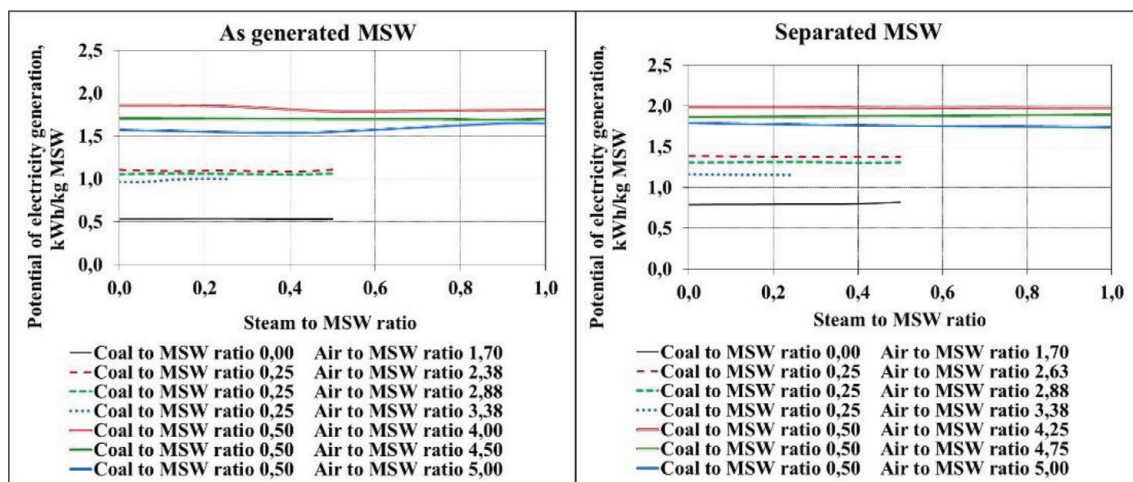 As generated MSW
Potential of electricity generation,
kWh/kg MSW
2,5
2,0
1,5
1,0
0,5
0,0
0,0 0,2 0,4 0,6 0,8 1,0
Steam to MSW ratio
Coal to MSW ratio 0,00 Air to MSW ratio 1,70
Coal to MSW ratio 0,25 Air to MSW ratio 2,38
Coal to MSW ratio 0,25 Air to MSW ratio 2,88
Coal to MSW ratio 0,25 Air to MSW ratio 3,38
Coal to MSW ratio 0,50 Air to MSW ratio 4,00
Coal to MSW ratio 0,50 Air to MSW ratio 4,50
Coal to MSW ratio 0,50 Air to MSW ratio 5,00
Separated MSW
Potential of electricity generation,
kWh/kg MSW
2,5
2,0
1,5
1,0
0,5
0,0
0,0 0,2 0,4 0,6 0,8 1,0
Steam to MSW ratio
Coal to MSW ratio 0,00 Air to MSW ratio 1,70
Coal to MSW ratio 0,25 Air to MSW ratio 2,63
Coal to MSW ratio 0,25 Air to MSW ratio 2,88
Coal to MSW ratio 0,25 Air to MSW ratio 3,38
Coal to MSW ratio 0,50 Air to MSW ratio 4,25
Coal to MSW ratio 0,50 Air to MSW ratio 4,75
Coal to MSW ratio 0,50 Air to MSW ratio 5,00